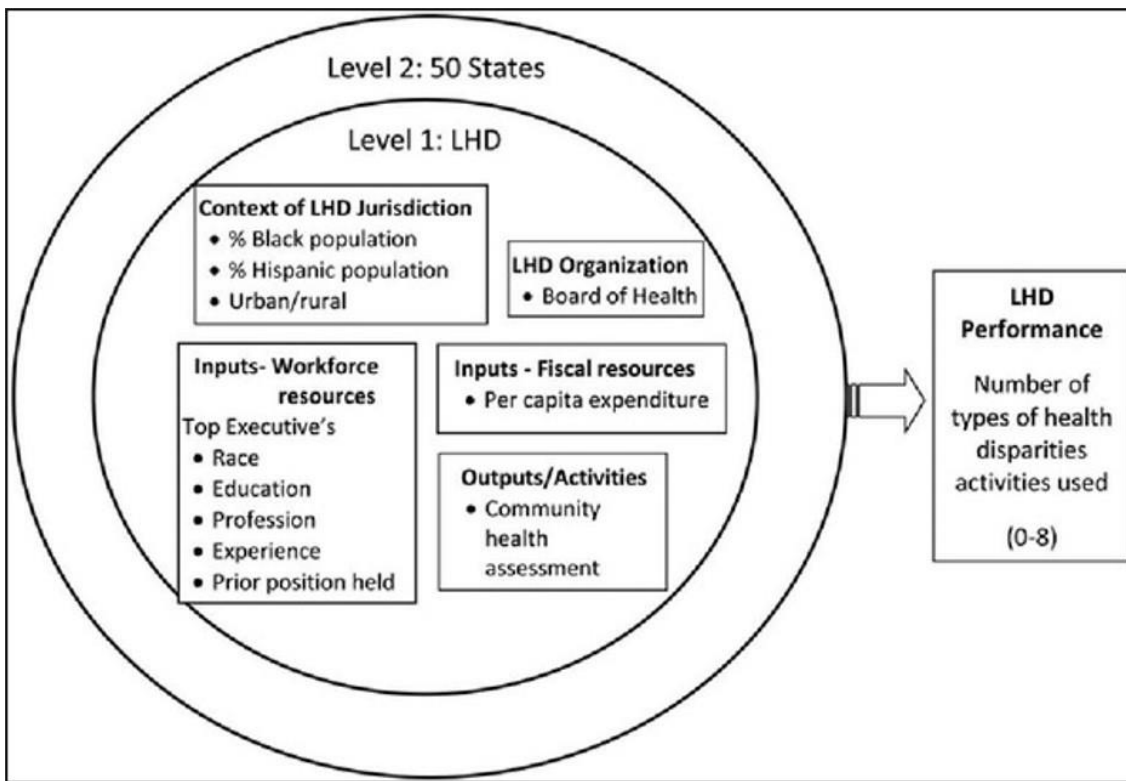 Level 2: 50 States
Level 1: LHD
Context of LHD Jurisdiction
• % Black population
• % Hispanic population
• Urban/rural
LHD Organization
• Board of Health
Inputs- Workforce
resources
Top Executive's
• Race
• Education
• Profession
• Experience
• Prior position held
Inputs - Fiscal resources
• Per capita expenditure
Outputs/Activities
• Community
health
assessment
LHD
Performance
Number of
types of health
disparities
activities used
(0-8)